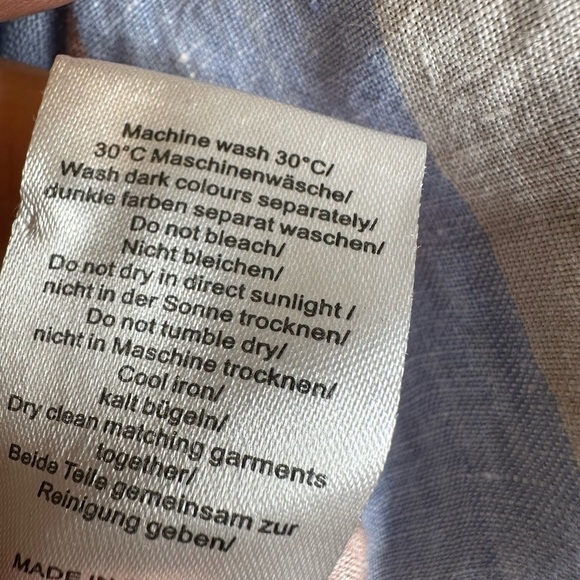 Machine wash 30°C/
30°C Maschinenwäsche/
Wash dark colours separately/
dunkle farben separat waschen/
Do not bleach/
Nicht bleichen/
Do not dry in direct sunlight /
nicht in der Sonne trocknen/
Do not tumble dry/
nicht in Maschine trocknen/
Cool iron/
kalt bügeln/
Dry clean matching garments
together/
Beide Teile gemeinsam zur
Reinigung geben/
MADE IN